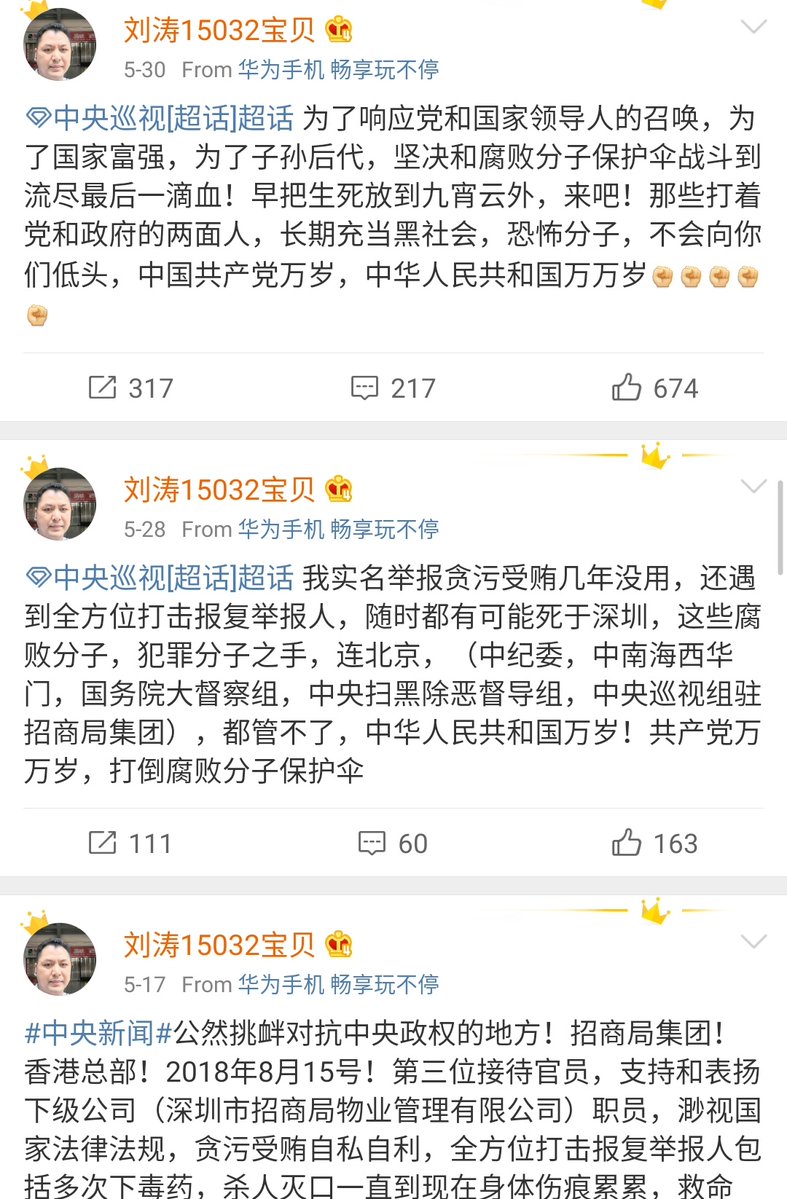 刘涛15032宝贝
5-30 From 华为手机 畅享玩不停
中央巡视[超话]超话 为了响应党和国家领导人的召唤，为
了国家富强，为了子孙后代，坚决和腐败分子保护伞战斗到
流尽最后一滴血！早把生死放到九宵云外，来吧！那些打着
党和政府的两面人，长期充当黑社会，恐怖分子，不会向你
们低头，中国共产党万岁，中华人民共和国万万岁✊✊✊✊
✊
317 217 674
刘涛15032宝贝
5-28 From 华为手机 畅享玩不停
中央巡视[超话]超话 我实名举报贪污受贿几年没用，还遇
到全方位打击报复举报人，随时都有可能死于深圳，这些腐
败分子，犯罪分子之手，连北京，（中纪委，中南海西华
门，国务院大督察组，中央扫黑除恶督导组，中央巡视组驻
招商局集团），都管不了，中华人民共和国万岁！共产党万
万岁，打倒腐败分子保护伞
111 60 163
刘涛15032宝贝
5-17 From 华为手机 畅享玩不停
#中央新闻#公然挑衅对抗中央政权的地方！招商局集团！
香港总部！2018年8月15号！第三位接待官员，支持和表扬
下级公司（深圳市招商局物业管理有限公司）职员，渺视国
家法律法规，贪污受贿自私自利，全方位打击报复举报人包
括多次下毒药，杀人灭口一直到现在身体伤痕累累，救命